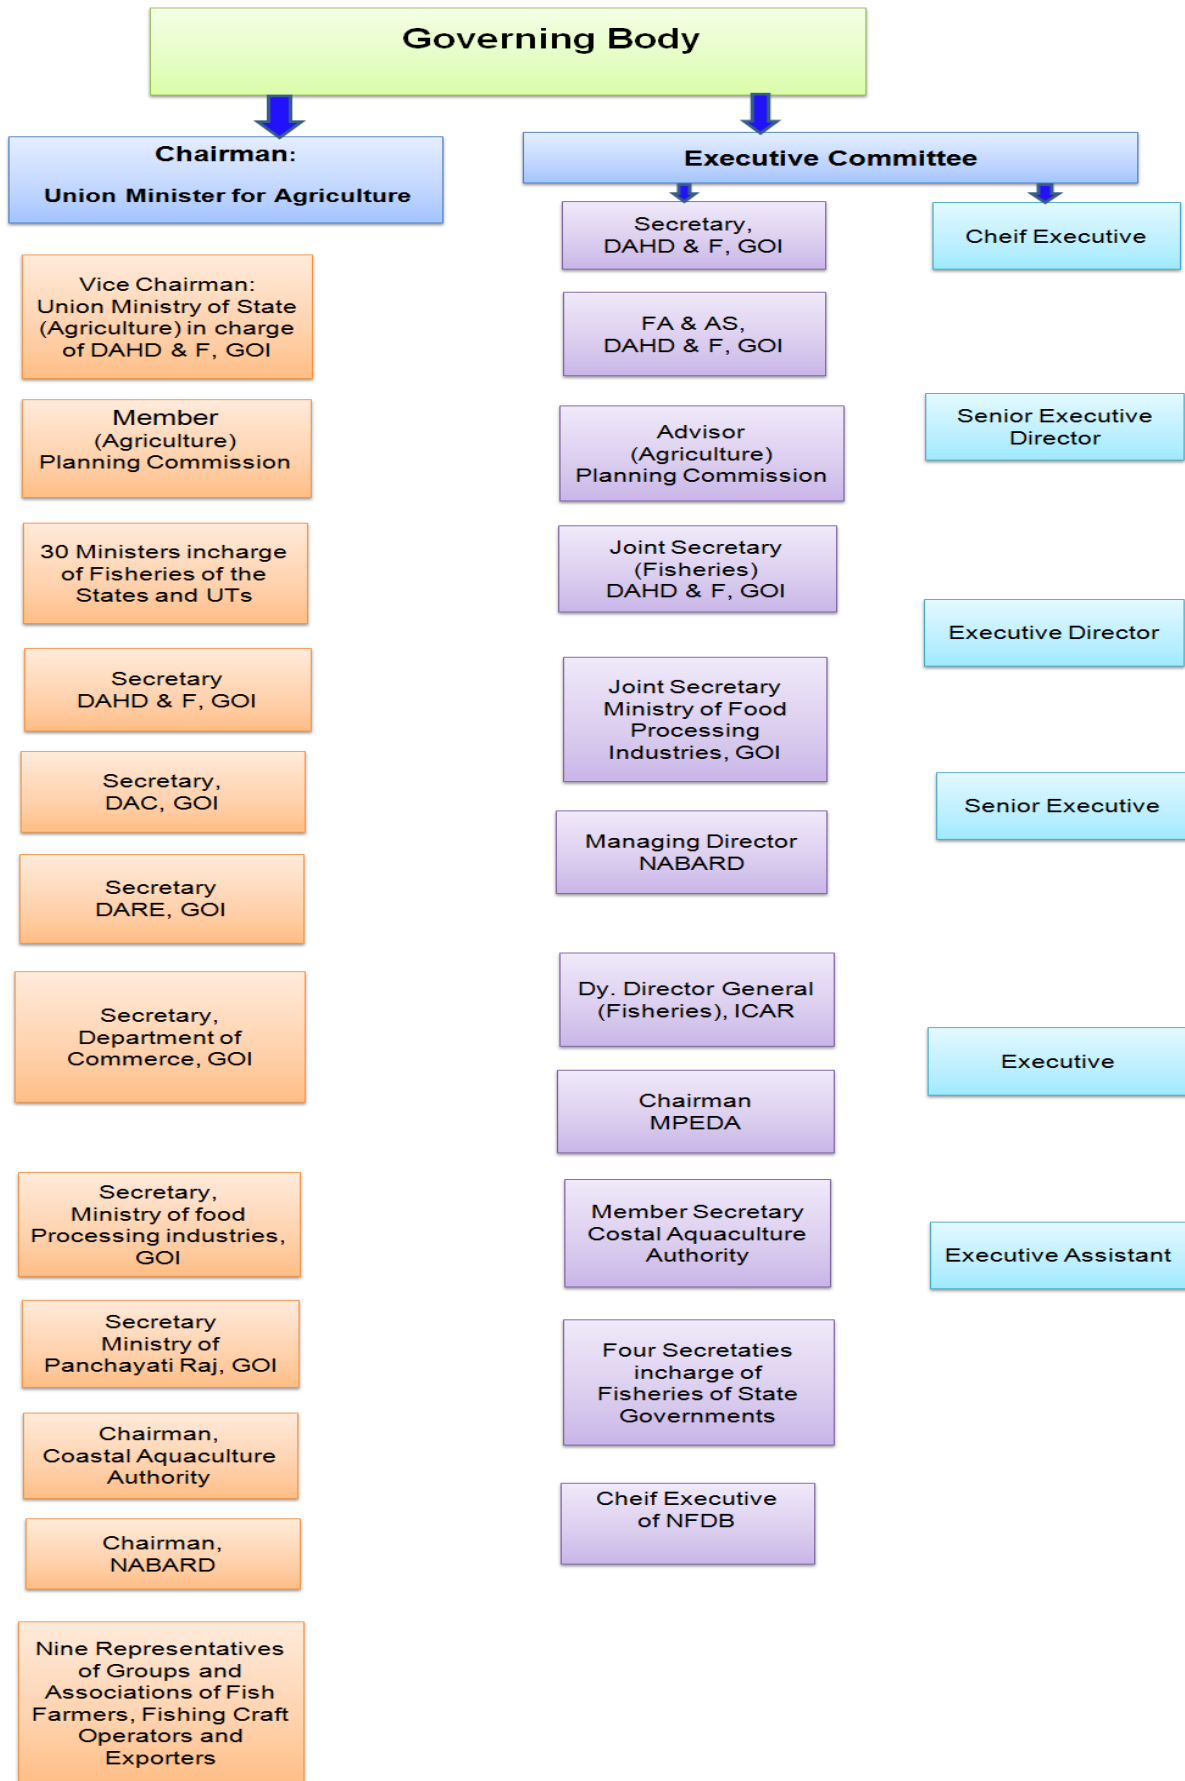 Governing Body
Chairman:
Union Minister for Agriculture
Vice Chairman:
Union Ministry of State
(Agriculture) in charge
of DAHD & F, GOI
Member
(Agriculture)
Planning Commission
30 Ministers incharge
of Fisheries of the
States and UTs
Secretary
DAHD & F, GOI
Secretary,
DAC, GOI
Secretary
DARE, GOI
Secretary,
Department of
Commerce, GOI
Secretary,
Ministry of food
Processing industries,
GOI
Secretary
Ministry of
Panchayati Raj, GOI
Chairman,
Coastal Aquaculture
Authority
Chairman,
NABARD
Nine Representatives
of Groups and
Associations of Fish
Farmers, Fishing Craft
Operators and
Exporters
Executive Committee
Secretary,
DAHD & F, GOI
FA & AS,
DAHD & F, GOI
Advisor
(Agriculture)
Planning Commission
Joint Secretary
(Fisheries)
DAHD & F, GOI
Joint Secretary
Ministry of Food
Processing
Industries, GOI
Managing Director
NABARD
Dy. Director General
(Fisheries), ICAR
Chairman
MPEDA
Member Secretary
Costal Aquaculture
Authority
Four Secretaties
incharge of
Fisheries of State
Governments
Cheif Executive
of NFDB
Cheif Executive
Senior Executive
Director
Executive Director
Senior Executive
Executive
Executive Assistant